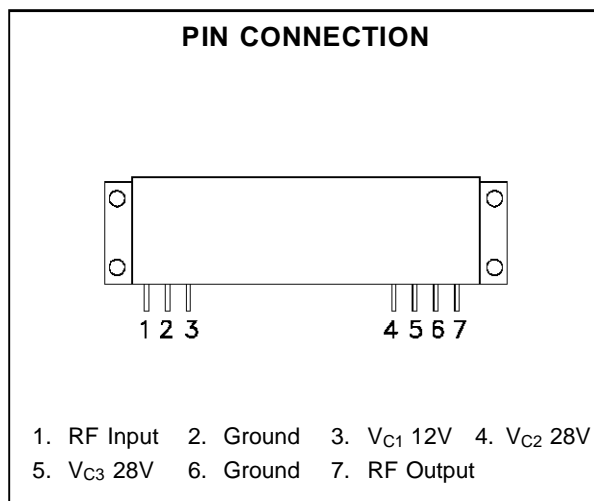 PIN CONNECTION
1 2 3 4 5 6 7
1. RF Input 2. Ground 3. VC1 12V 4. VC2 28V
5. VC3 28V 6. Ground 7. RF Output